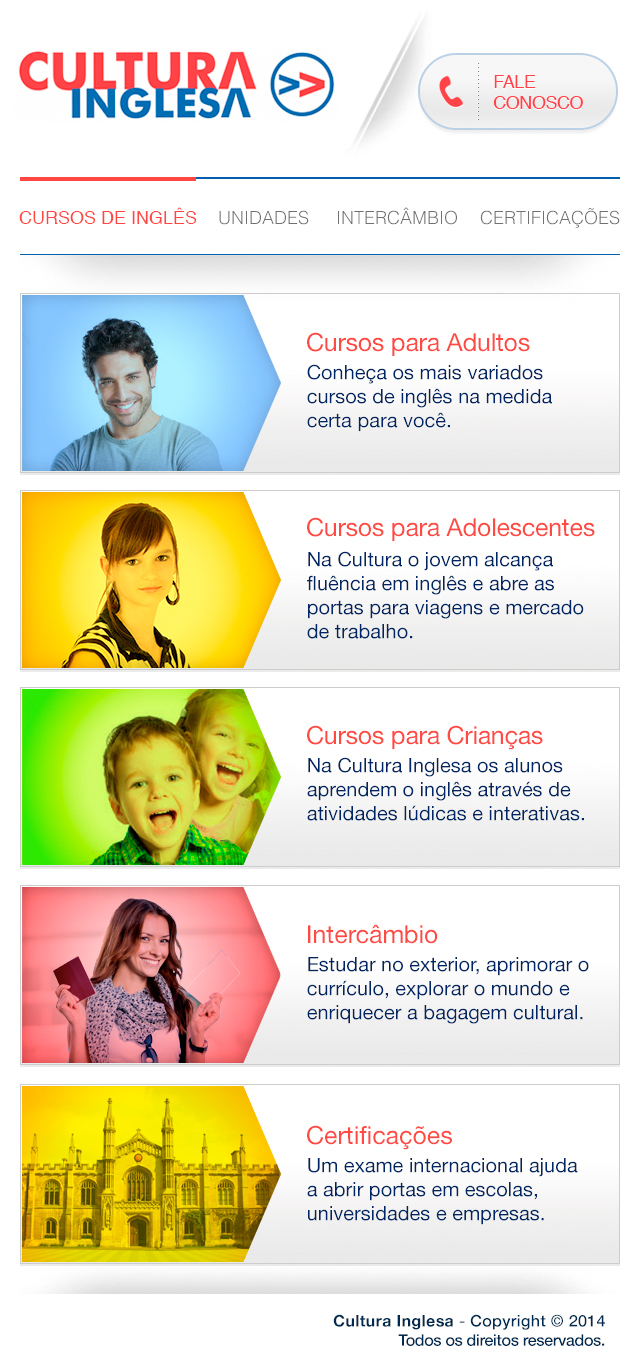 CULTURA
INGLESA
FALE
CONOSCO
CURSOS DE INGLÊS UNIDADES INTERCÂMBIO CERTIFICAÇÕES
Cursos para Adultos
Conheça os mais variados
cursos de inglês na medida
certa para você.
Cursos para Adolescentes
Na Cultura o jovem alcança
fluência em inglês e abre as
portas para viagens e mercado
de trabalho.
Cursos para Crianças
Na Cultura Inglesa os alunos
aprendem o inglês através de
atividades lúdicas e interativas.
Intercâmbio
Estudar no exterior, aprimorar o
currículo, explorar o mundo e
enriquecer a bagagem cultural.
Certificações
Um exame internacional ajuda
a abrir portas em escolas,
universidades e empresas.
Cultura Inglesa - Copyright © 2014
Todos os direitos reservados.